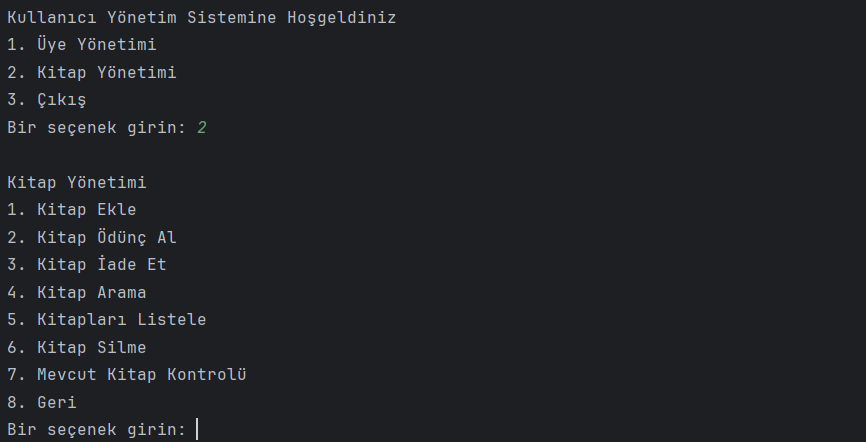 Kullanıcı Yönetim Sistemine Hoşgeldiniz
1. Üye Yönetimi
2. Kitap Yönetimi
3. Çıkış
Bir seçenek girin: 2
Kitap Yönetimi
1. Kitap Ekle
2. Kitap Ödünç Al
3. Kitap İade Et
4. Kitap Arama
5. Kitapları Listele
6. Kitap Silme
7. Mevcut Kitap Kontrolü
8. Geri
Bir seçenek girin: